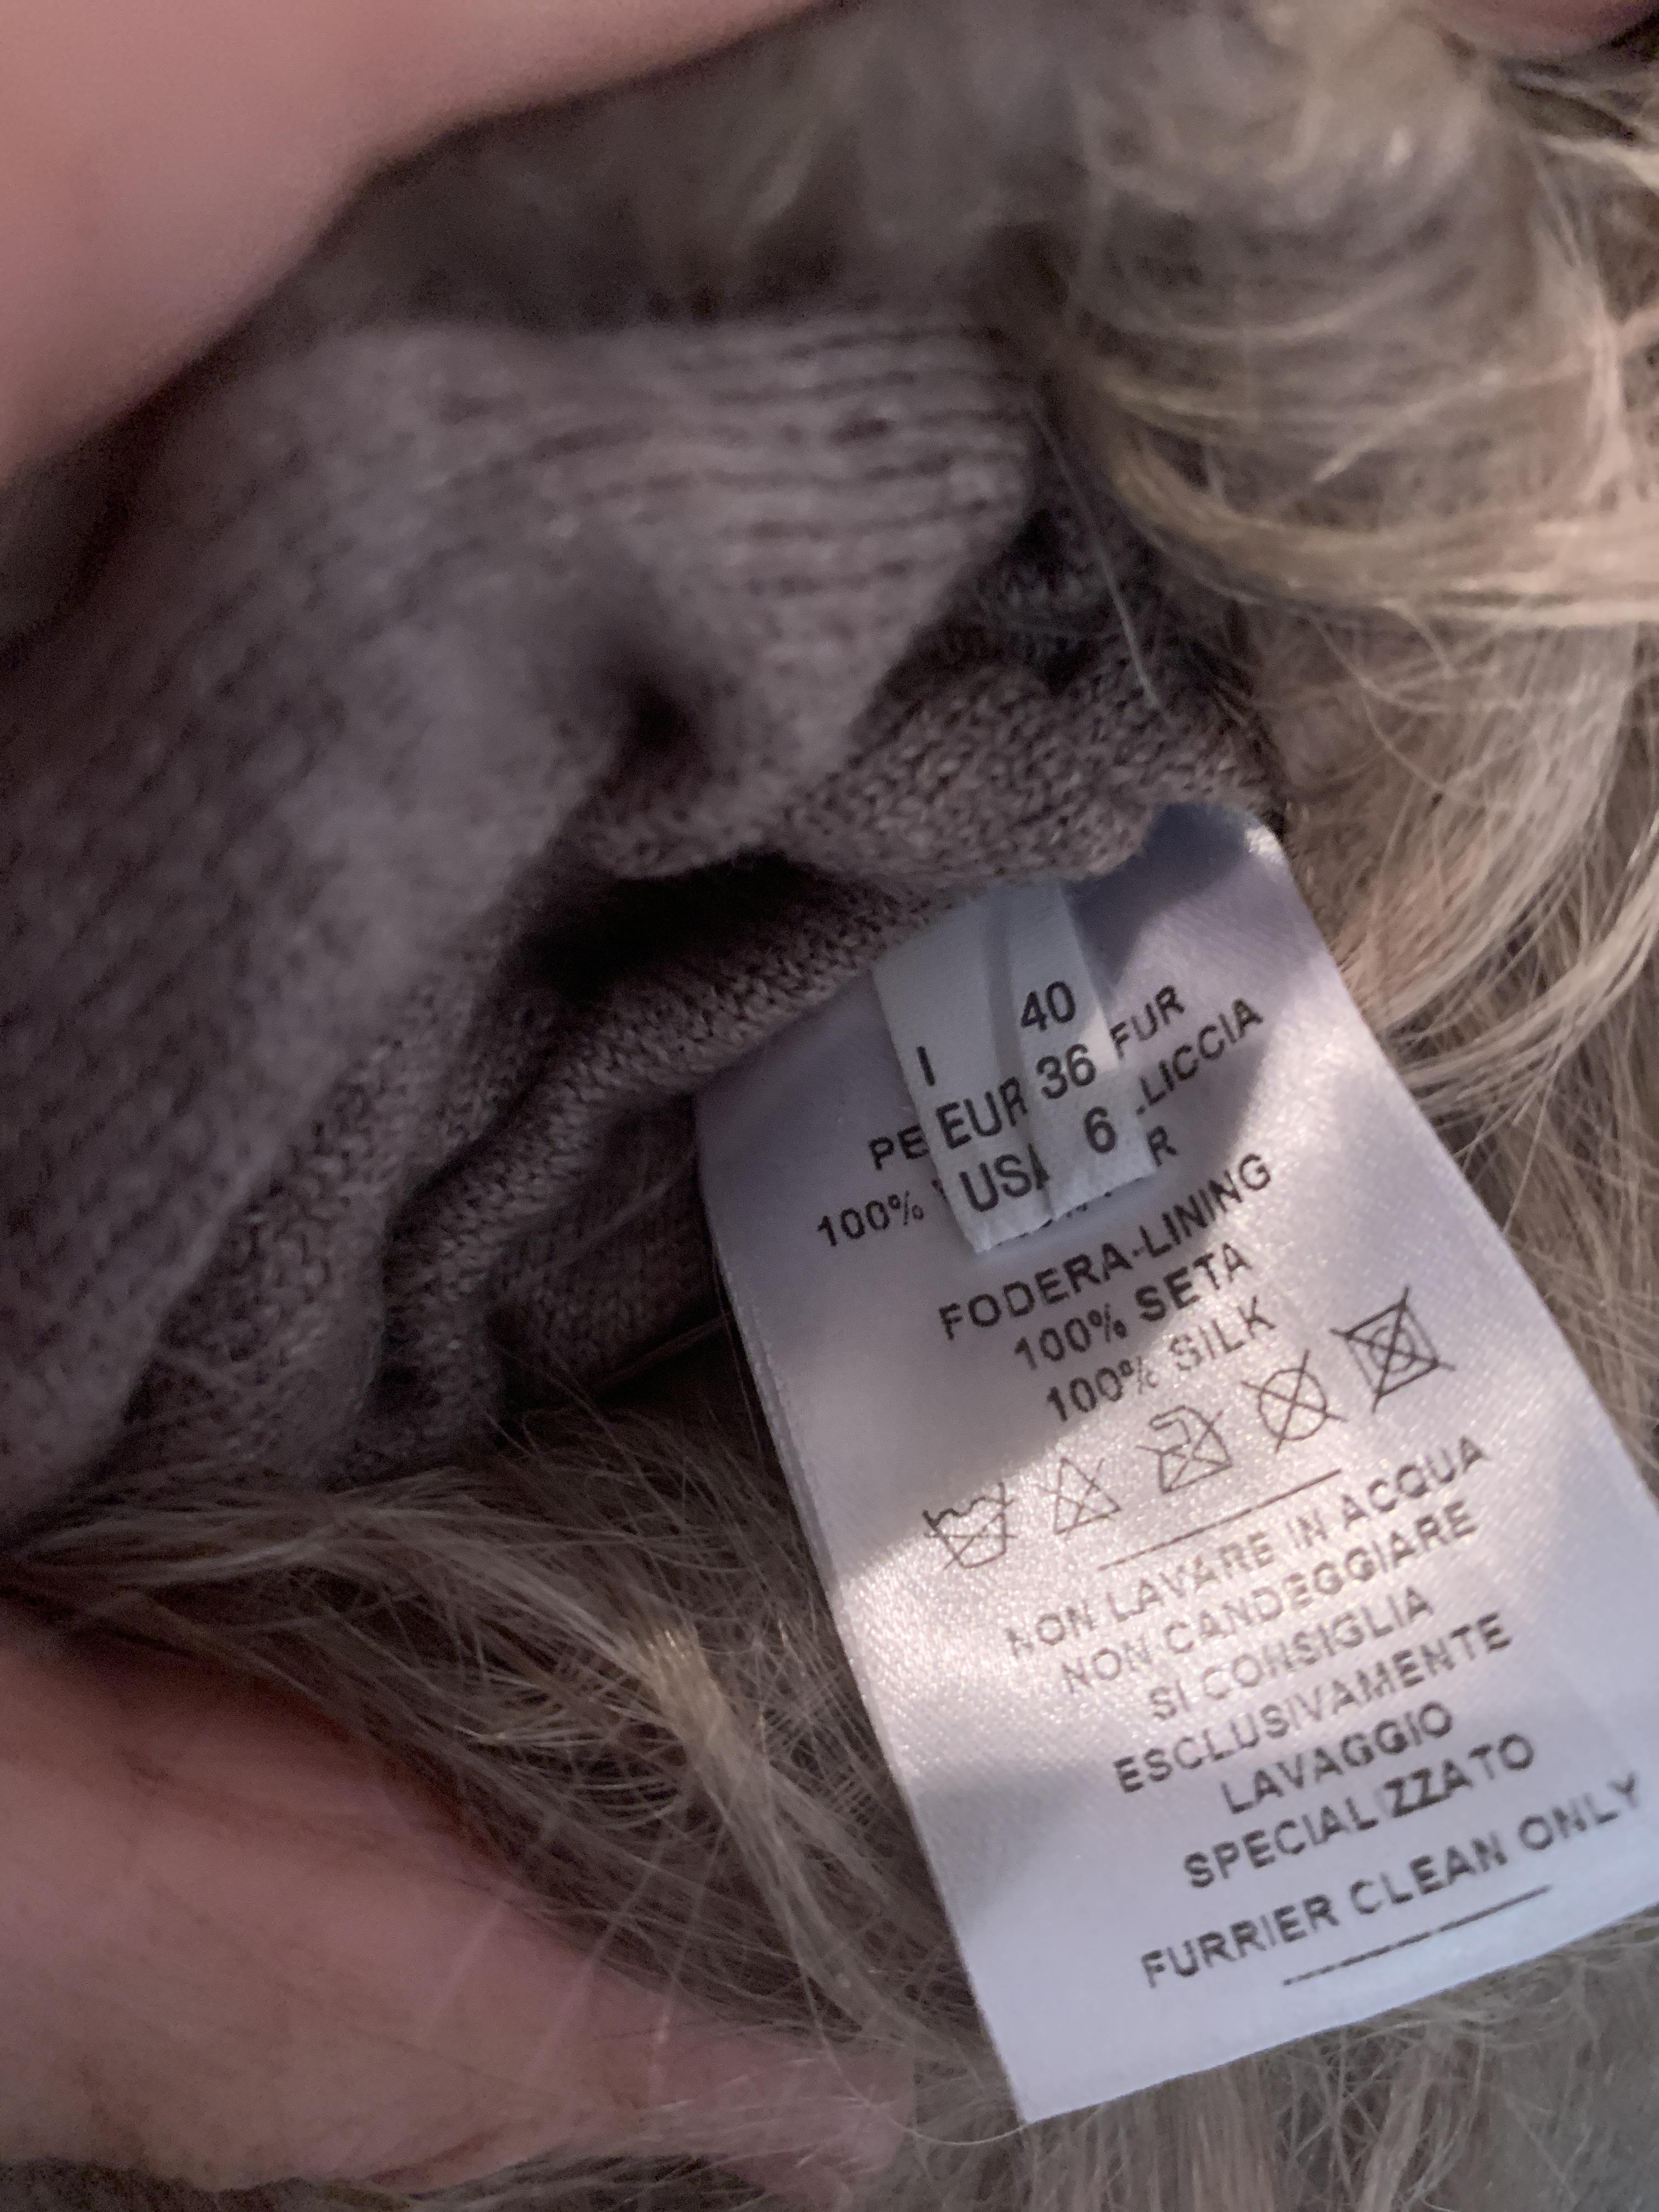 I 40
EUR 36
USA 6
FUR
PE LICCIA
100% R
FODERA-LINING
100% SETA
100% SILK
NON LAVARE IN ACQUA
NON CANDEGGIARE
SI CONSIGLIA
ESCLUSIVAMENTE
LAVAGGIO
SPECIALIZZATO
FURRIER CLEAN ONLY